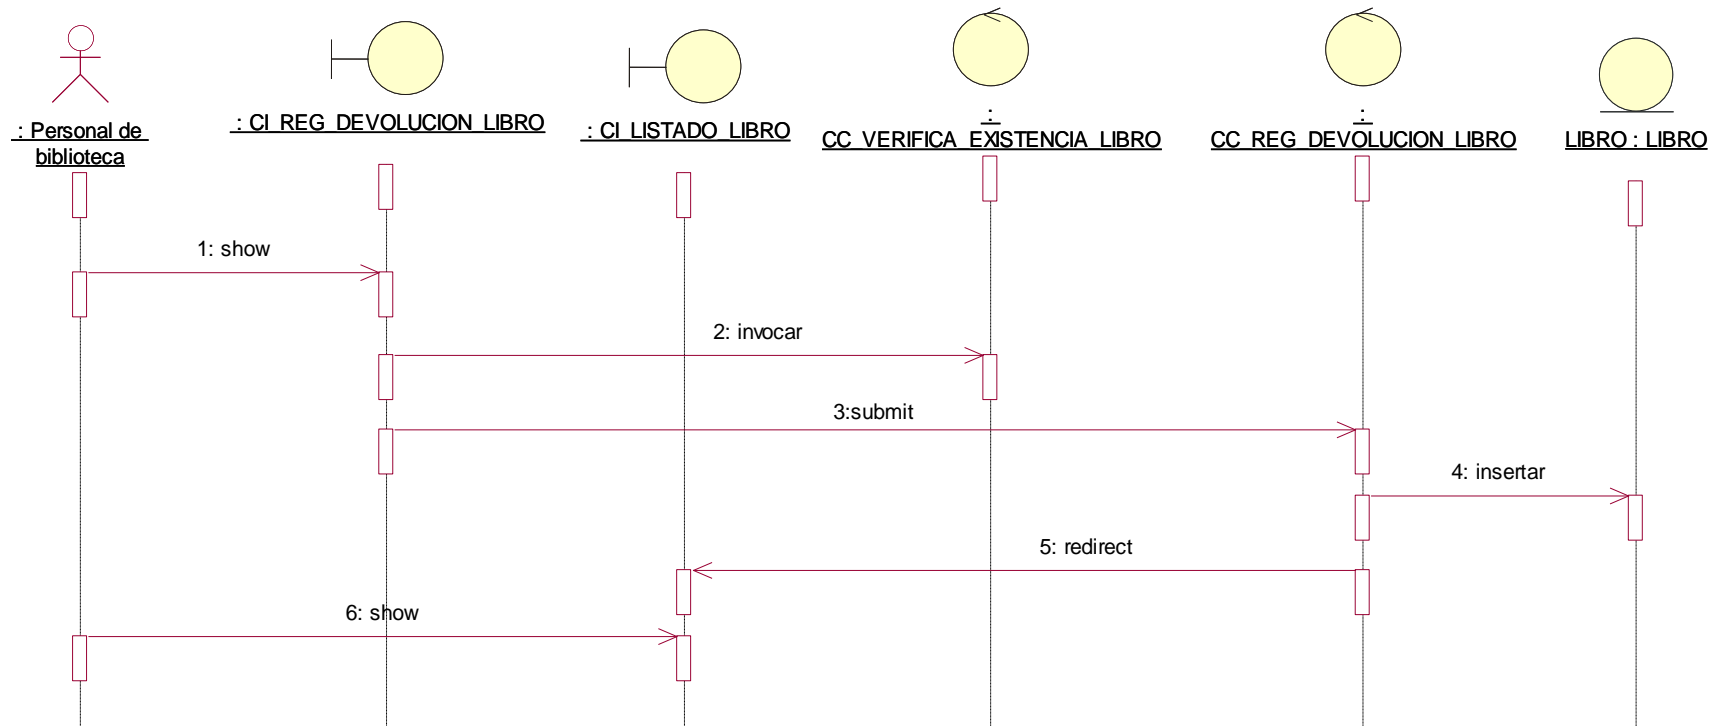 : Personal de
biblioteca
: CI_REG_DEVOLUCION_LIBRO
: CI_LISTADO_LIBRO
:
CC_VERIFICA_EXISTENCIA_LIBRO
:
CC_REG_DEVOLUCION_LIBRO
LIBRO : LIBRO
1: show
2: invocar
3:submit
4: insertar
5: redirect
6: show